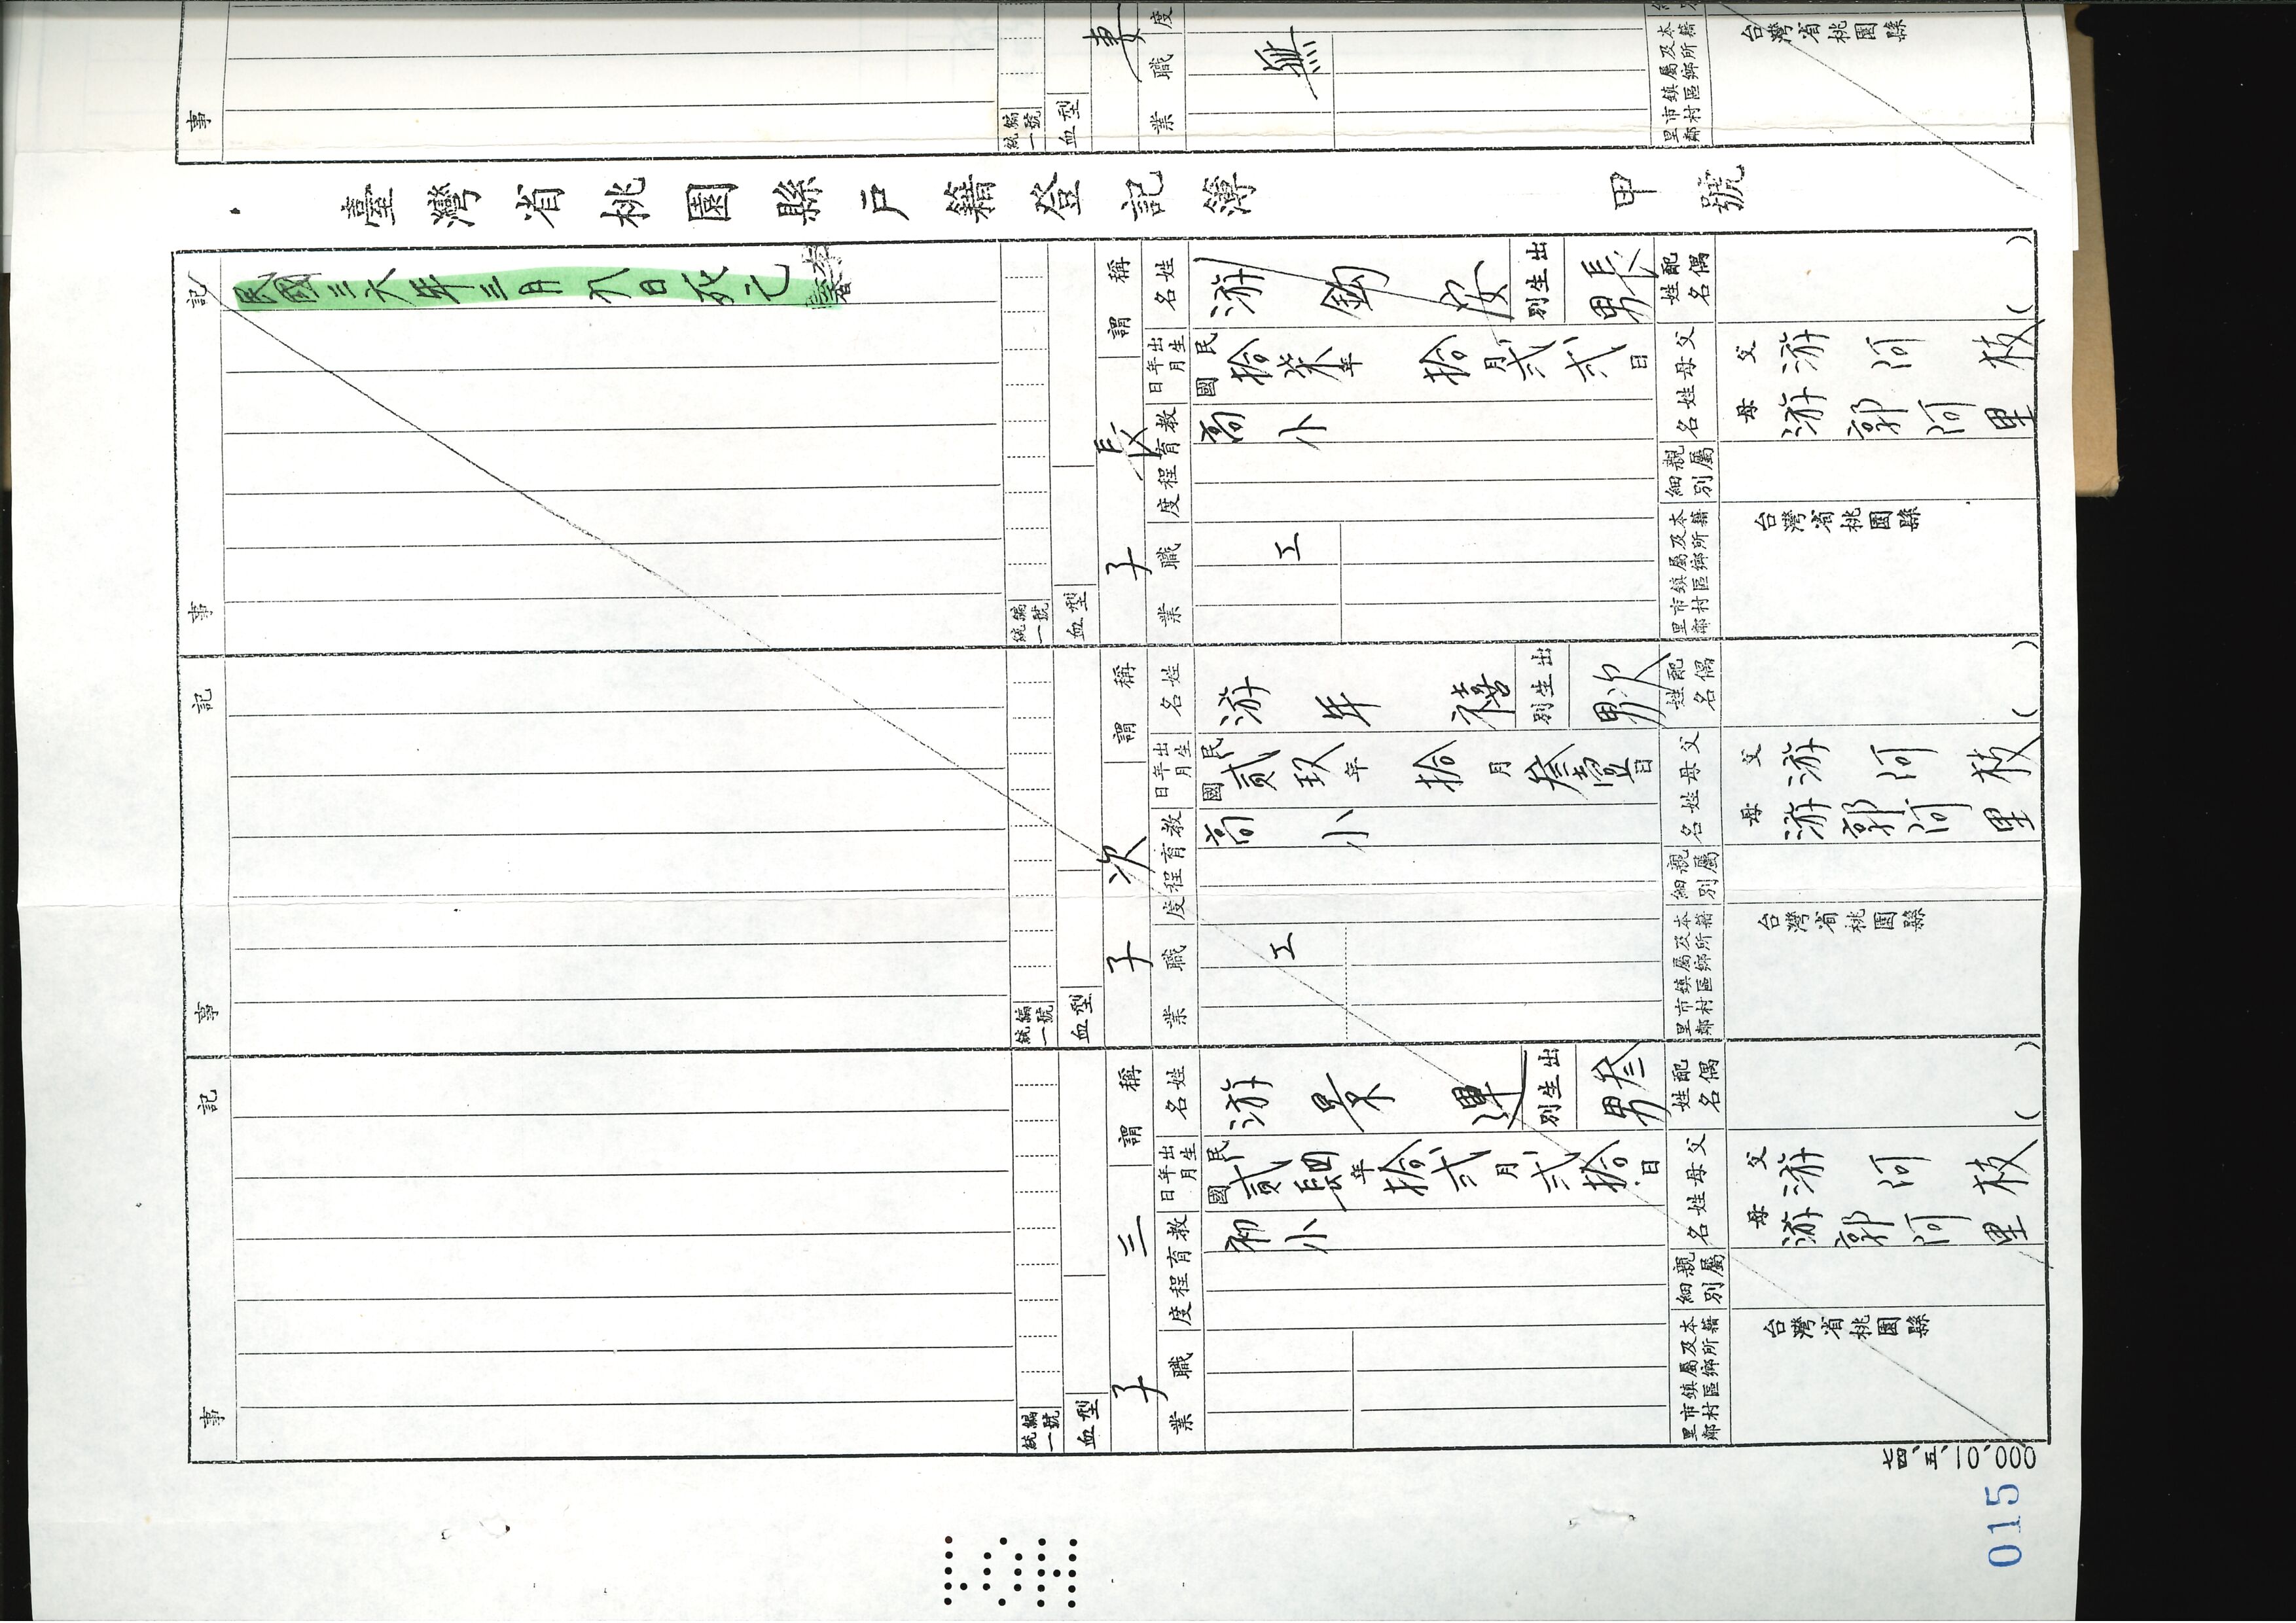 事
統一編號
血型
妻
職業
度
無
本籍及所屬鄉鎮區市村里鄰
台灣省桃園縣
臺灣省桃園縣戶籍登記簿 甲號
記事
民國三六年三月九日死亡
統一編號
血型
稱謂
長子
姓名
游鈎安
出生別
長男
出生年月日
民國拾柒年拾月弍弍日
教育程度
高小
職業
工
配偶姓名
( )
父母姓名
父 游阿枝
母 游郭阿里
親屬細別
本籍及所屬鄉鎮區市村里鄰
台灣省桃園縣
記事
統一編號
血型
稱謂
次子
姓名
游年禧
出生別
次男
出生年月日
民國貳玖年拾月叁壹日
教育程度
高小
職業
工
配偶姓名
( )
父母姓名
父 游阿枝
母 游郭阿里
親屬細別
本籍及所屬鄉鎮區市村里鄰
台灣省桃園縣
記事
統一編號
血型
稱謂
三子
姓名
游景運
出生別
叁男
出生年月日
民國貳䦉年拾弍月弍拾日
教育程度
初小
職業
配偶姓名
( )
父母姓名
父 游阿枝
母 游郭阿里
親屬細別
本籍及所屬鄉鎮區市村里鄰
台灣省桃園縣
七四、五、10,000
015